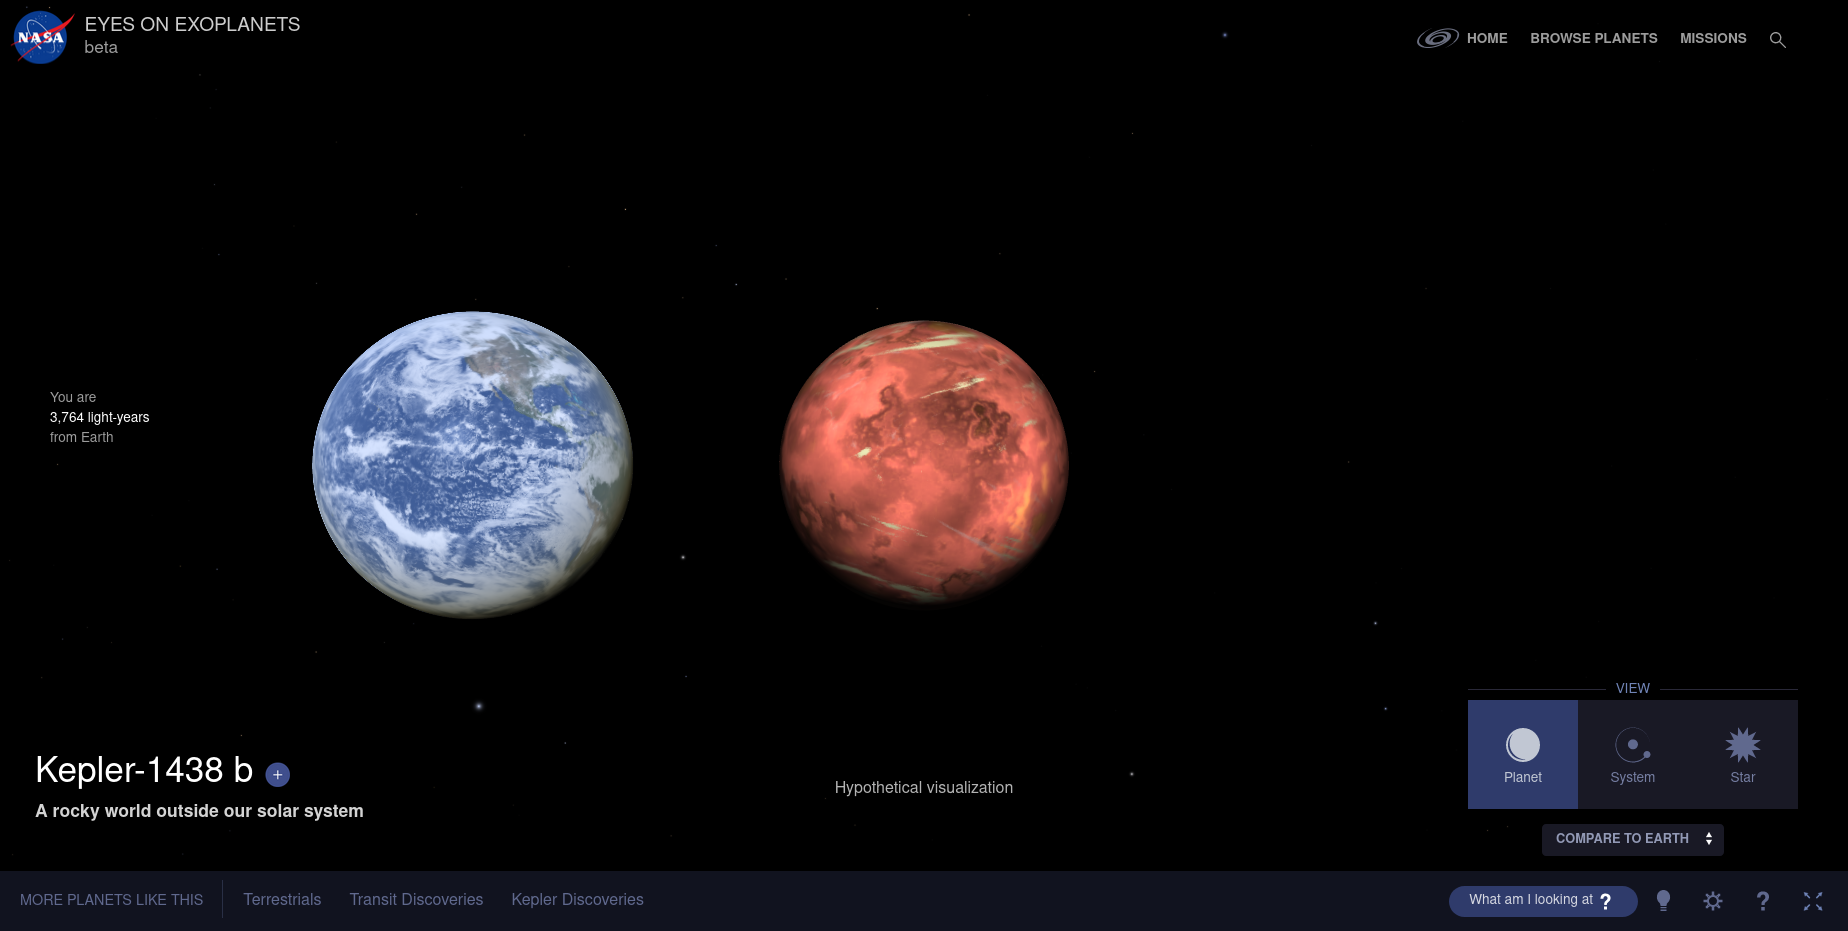 NASA
EYES ON EXOPLANETS
beta
HOME
BROWSE PLANETS
MISSIONS
You are
3,764 light-years
from Earth
Kepler-1438 b +
A rocky world outside our solar system
Hypothetical visualization
VIEW
Planet
System
Star
COMPARE TO EARTH
MORE PLANETS LIKE THIS
Terrestrials
Transit Discoveries
Kepler Discoveries
What am I looking at ?
?